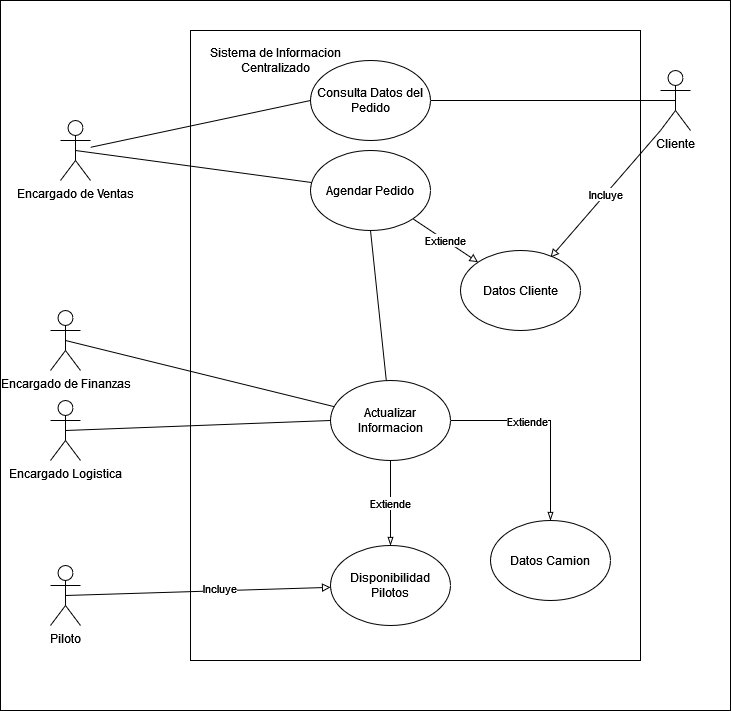 Sistema de Informacion
Centralizado
Consulta Datos del
Pedido
Cliente
Encargado de Ventas
Agendar Pedido
Incluye
Extiende
Datos Cliente
Encargado de Finanzas
Actualizar
Informacion
Extiende
Encargado Logistica
Extiende
Datos Camion
Disponibilidad
Pilotos
Incluye
Piloto